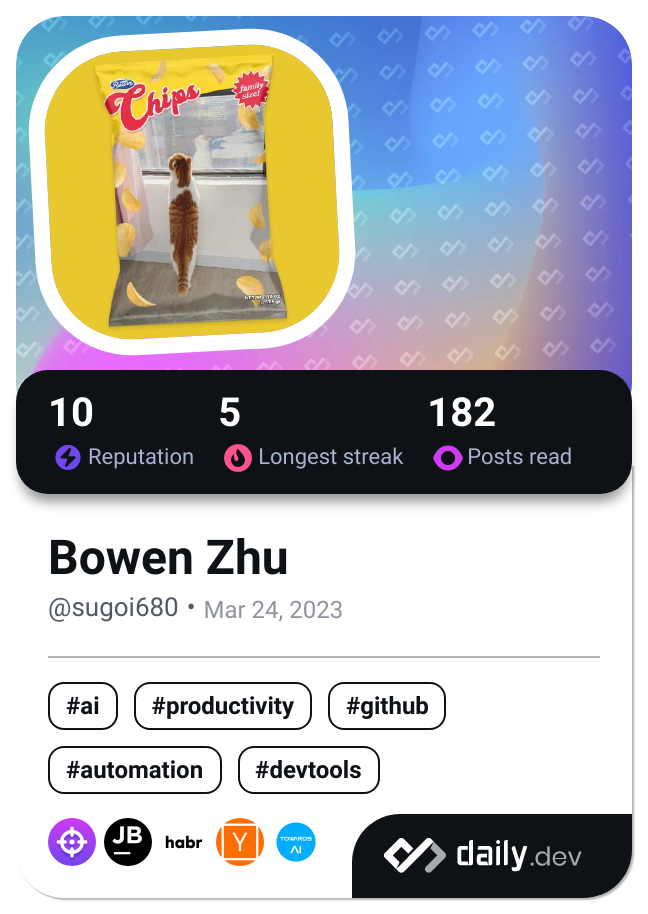 Chips
family
size!
10
5
182
Reputation
Longest streak
Posts read
Bowen Zhu
@sugoi680 • Mar 24, 2023
#ai
#productivity
#github
#automation
#devtools
JB
habr
Y
TOWARDS
AI
daily.dev